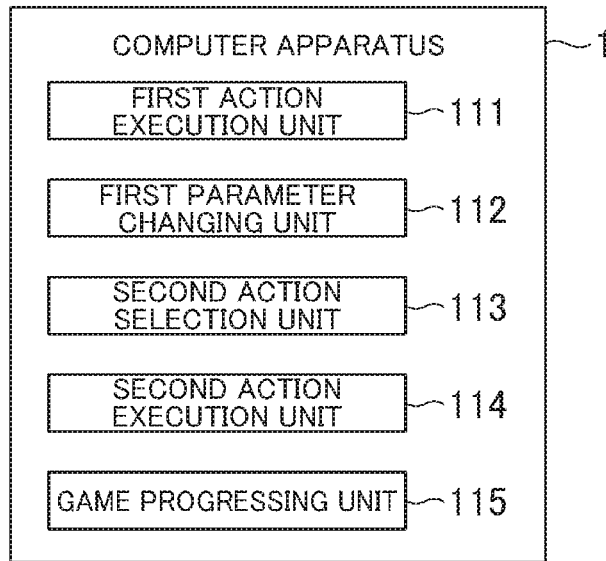 COMPUTER APPARATUS
1
FIRST ACTION
EXECUTION UNIT
111
FIRST PARAMETER
CHANGING UNIT
112
SECOND ACTION
SELECTION UNIT
113
SECOND ACTION
EXECUTION UNIT
114
GAME PROGRESSING UNIT
115